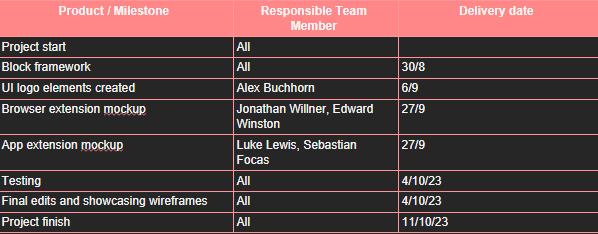 Product / Milestone Responsible Team Delivery date
Member
Project start All
Block framework All 30/8
UI logo elements created Alex Buchhorn 6/9
Browser extension mockup Jonathan Willner, Edward 27/9
Winston
App extension mockup Luke Lewis, Sebastian 27/9
Focas
Testing All 4/10/23
Final edits and showcasing wireframes All 4/10/23
Project finish All 11/10/23